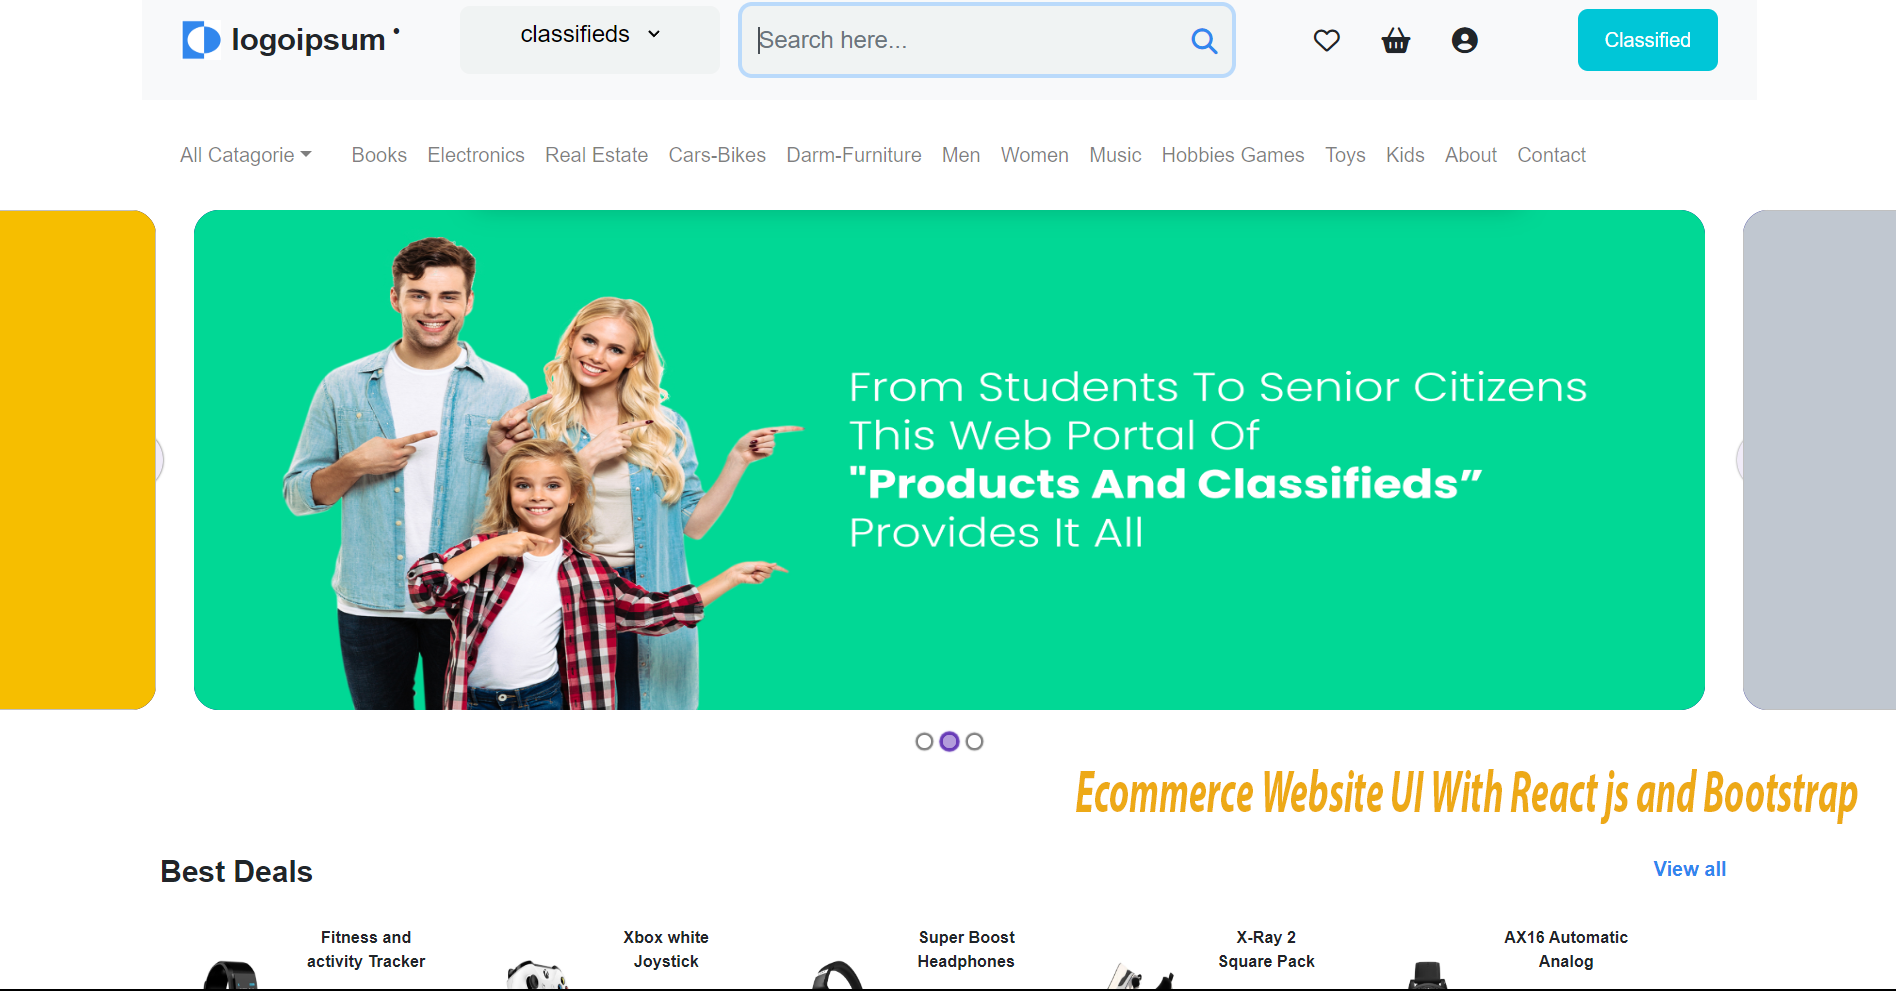 logoipsum
classifieds
Search here...
Classified
All Catagorie Books Electronics Real Estate Cars-Bikes Darm-Furniture Men Women Music Hobbies Games Toys Kids About Contact
From Students To Senior Citizens
This Web Portal Of
"Products And Classifieds”
Provides It All
Ecommerce Website UI With React js and Bootstrap
Best Deals
View all
Fitness and
activity Tracker
Xbox white
Joystick
Super Boost
Headphones
X-Ray 2
Square Pack
AX16 Automatic
Analog